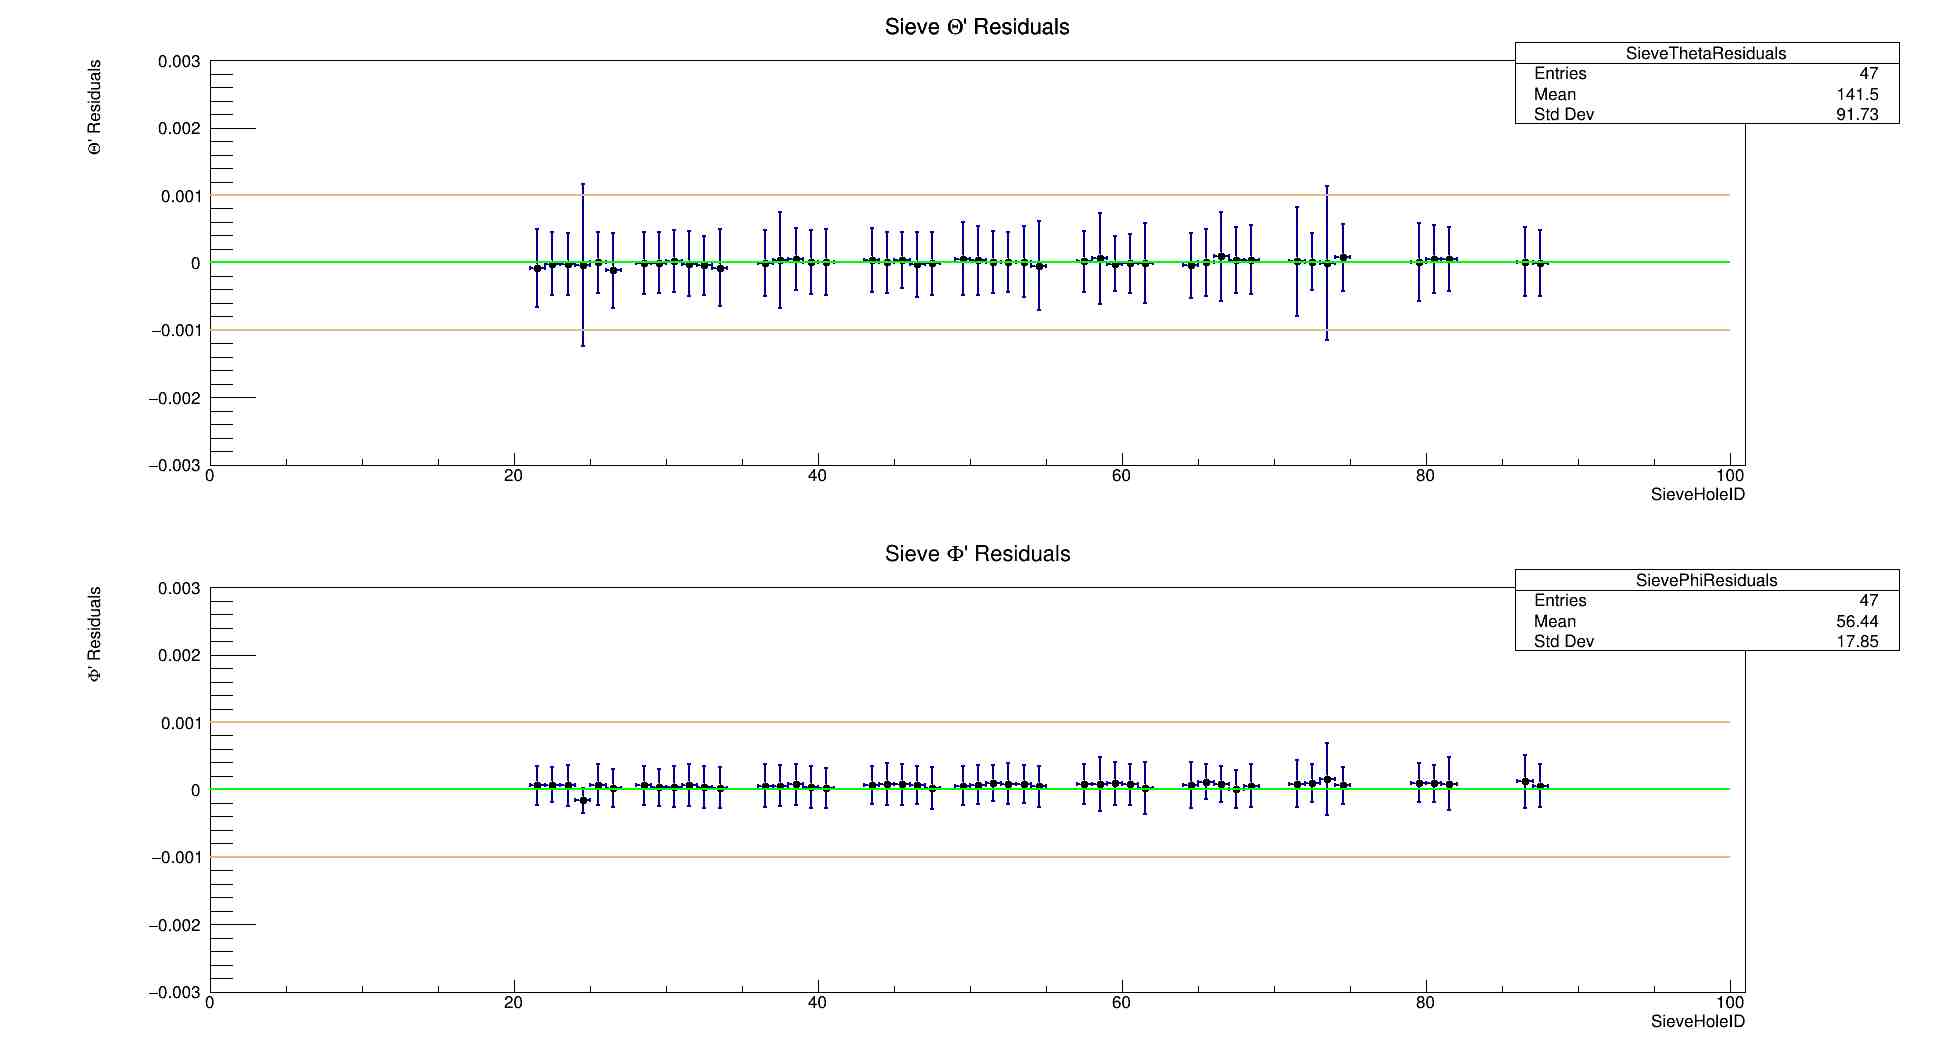 Sieve Θ' Residuals
SieveThetaResiduals
Entries 47
Mean 141.5
Std Dev 91.73
Θ' Residuals
0.003
0.002
0.001
0
−0.001
−0.002
−0.003
0 20 40 60 80 100
SieveHoleID
Sieve Φ' Residuals
SievePhiResiduals
Entries 47
Mean 56.44
Std Dev 17.85
Φ' Residuals
0.003
0.002
0.001
0
−0.001
−0.002
−0.003
0 20 40 60 80 100
SieveHoleID